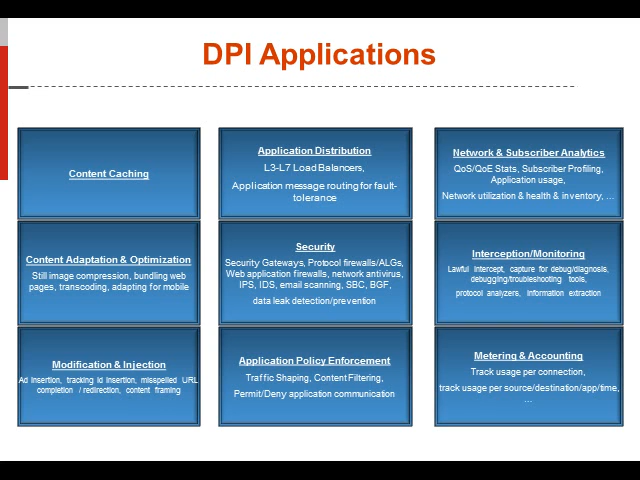 DPI Applications
Content Caching
Application Distribution
L3-L7 Load Balancers,
Application message routing for fault-
tolerance
Network & Subscriber Analytics
QoS/QoE Stats, Subscriber Profiling,
Application usage,
Network utilization & health & inventory, ...
Content Adaptation & Optimization
Still image compression, bundling web
pages, transcoding, adapting for mobile
Security
Security Gateways, Protocol firewalls/ALGs,
Web application firewalls, network antivirus,
IPS, IDS, email scanning, SBC, BGF,
data leak detection/prevention
Interception/Monitoring
Lawful Intercept, capture for debug/diagnosis,
debugging/troubleshooting tools,
protocol analyzers, information extraction
Modification & Injection
Ad insertion, tracking id insertion, misspelled URL
completion / redirection, content framing
Application Policy Enforcement
Traffic Shaping, Content Filtering,
Permit/Deny application communication
Metering & Accounting
Track usage per connection,
track usage per source/destination/app/time,
...